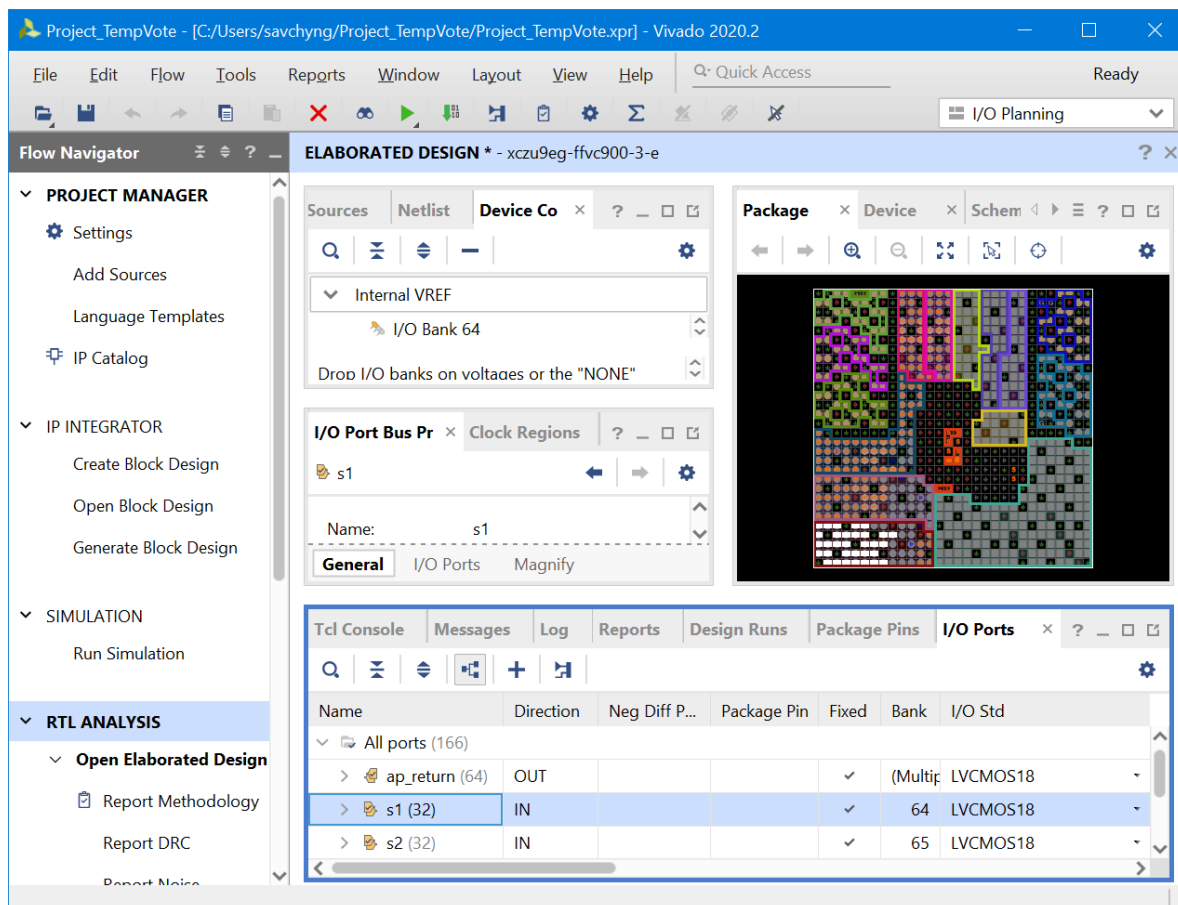 Project_TempVote - [C:/Users/savchyng/Project_TempVote/Project_TempVote.xpr] - Vivado 2020.2
File Edit Flow Tools Reports Window Layout View Help Quick Access Ready
I/O Planning
Flow Navigator ?
ELABORATED DESIGN * - xczu9eg-ffvc900-3-e ?
PROJECT MANAGER
Settings
Add Sources
Language Templates
IP Catalog
IP INTEGRATOR
Create Block Design
Open Block Design
Generate Block Design
SIMULATION
Run Simulation
RTL ANALYSIS
Open Elaborated Design
Report Methodology
Report DRC
Report Noise
Sources Netlist Device Co ?
Internal VREF
I/O Bank 64
Drop I/O banks on voltages or the "NONE"
I/O Port Bus Pr Clock Regions ?
s1
Name: s1
General I/O Ports Magnify
Package Device Schem ?
Tcl Console Messages Log Reports Design Runs Package Pins I/O Ports ?
Name Direction Neg Diff P... Package Pin Fixed Bank I/O Std
All ports (166)
ap_return (64) OUT (Multip LVCMOS18
s1 (32) IN 64 LVCMOS18
s2 (32) IN 65 LVCMOS18